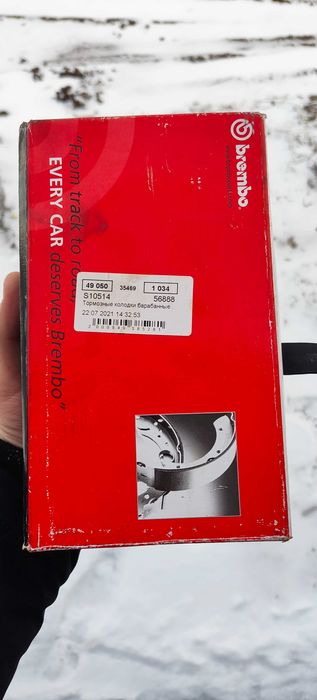 brembo.
"From track to road,
EVERY CAR deserves Brembo"
49 050 35469 1 034
S10514 56888
Тормозные колодки барабанные
22.07.2021 14:32:53